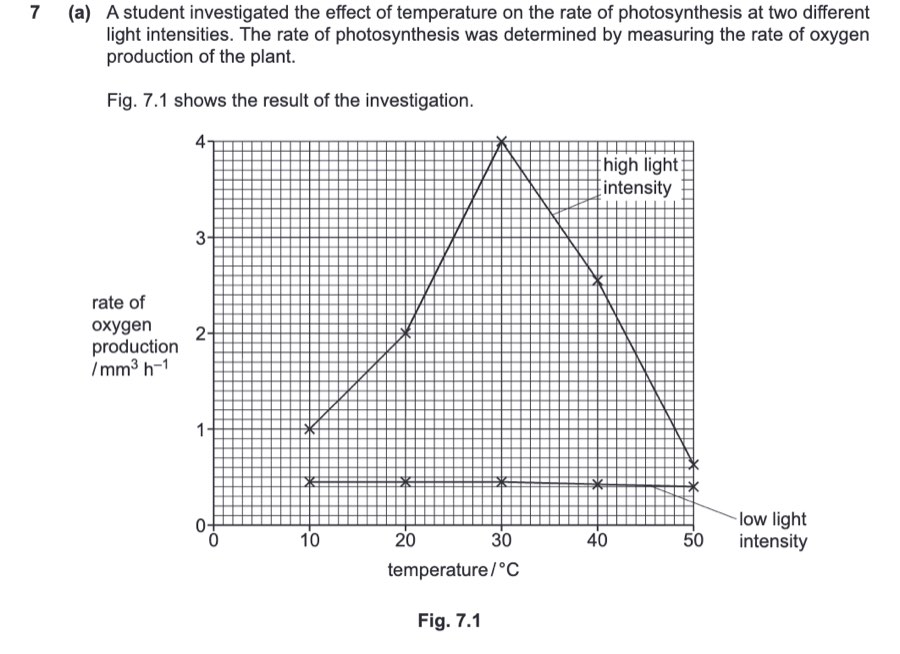 7 (a) A student investigated the effect of temperature on the rate of photosynthesis at two different
light intensities. The rate of photosynthesis was determined by measuring the rate of oxygen
production of the plant.
Fig. 7.1 shows the result of the investigation.
4
high light
intensity
3
rate of
oxygen
production
/ mm³ h⁻¹
2
1
0
0 10 20 30 40 50
low light
intensity
temperature / °C
Fig. 7.1